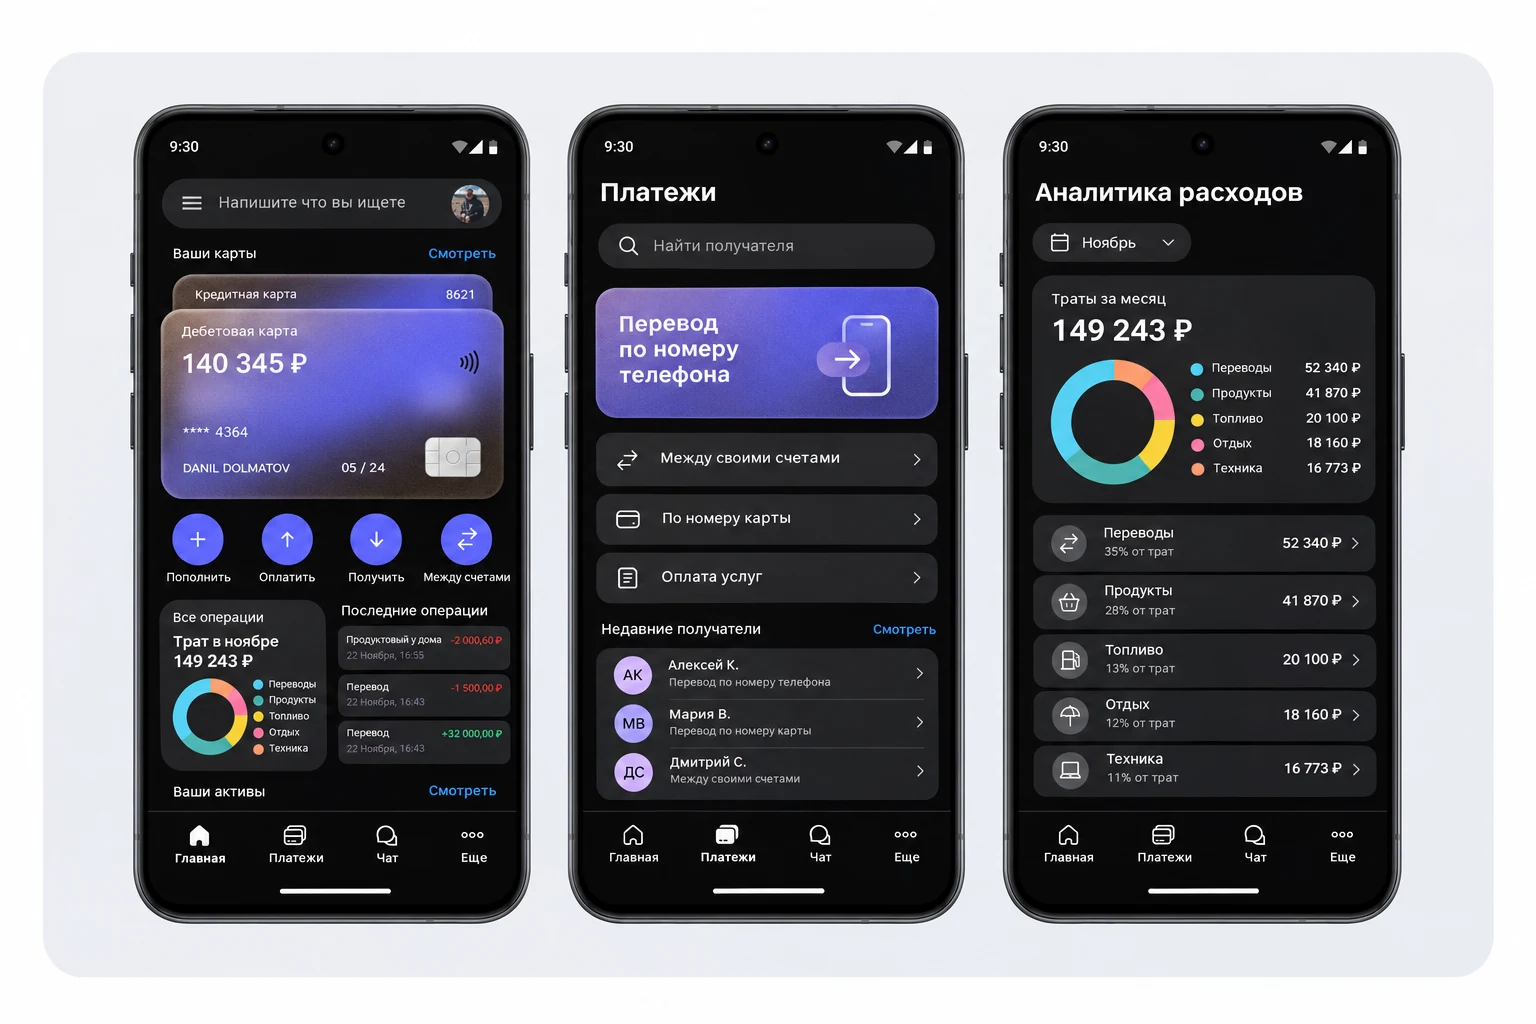 9:30
Напишите что вы ищете
Ваши карты
Смотреть
Кредитная карта
8621
Дебетовая карта
140 345 ₽
**** 4364
DANIL DOLMATOV
05 / 24
Пополнить
Оплатить
Получить
Между счетами
Все операции
Трат в ноябре
149 243 ₽
Переводы
Продукты
Топливо
Отдых
Техника
Последние операции
Продуктовый у дома
-2 000,60 ₽
22 Ноября, 16:55
Перевод
-1 500,00 ₽
22 Ноября, 16:43
Перевод
+32 000,00 ₽
22 Ноября, 16:43
Ваши активы
Смотреть
Главная
Платежи
Чат
Еще
9:30
Платежи
Найти получателя
Перевод
по номеру
телефона
Между своими счетами
По номеру карты
Оплата услуг
Недавние получатели
Смотреть
АК
Алексей К.
Перевод по номеру телефона
МВ
Мария В.
Перевод по номеру карты
ДС
Дмитрий С.
Между своими счетами
Главная
Платежи
Чат
Еще
9:30
Аналитика расходов
Ноябрь
Траты за месяц
149 243 ₽
Переводы
52 340 ₽
Продукты
41 870 ₽
Топливо
20 100 ₽
Отдых
18 160 ₽
Техника
16 773 ₽
Переводы
35% от трат
52 340 ₽
Продукты
28% от трат
41 870 ₽
Топливо
13% от трат
20 100 ₽
Отдых
12% от трат
18 160 ₽
Техника
11% от трат
16 773 ₽
Главная
Платежи
Чат
Еще